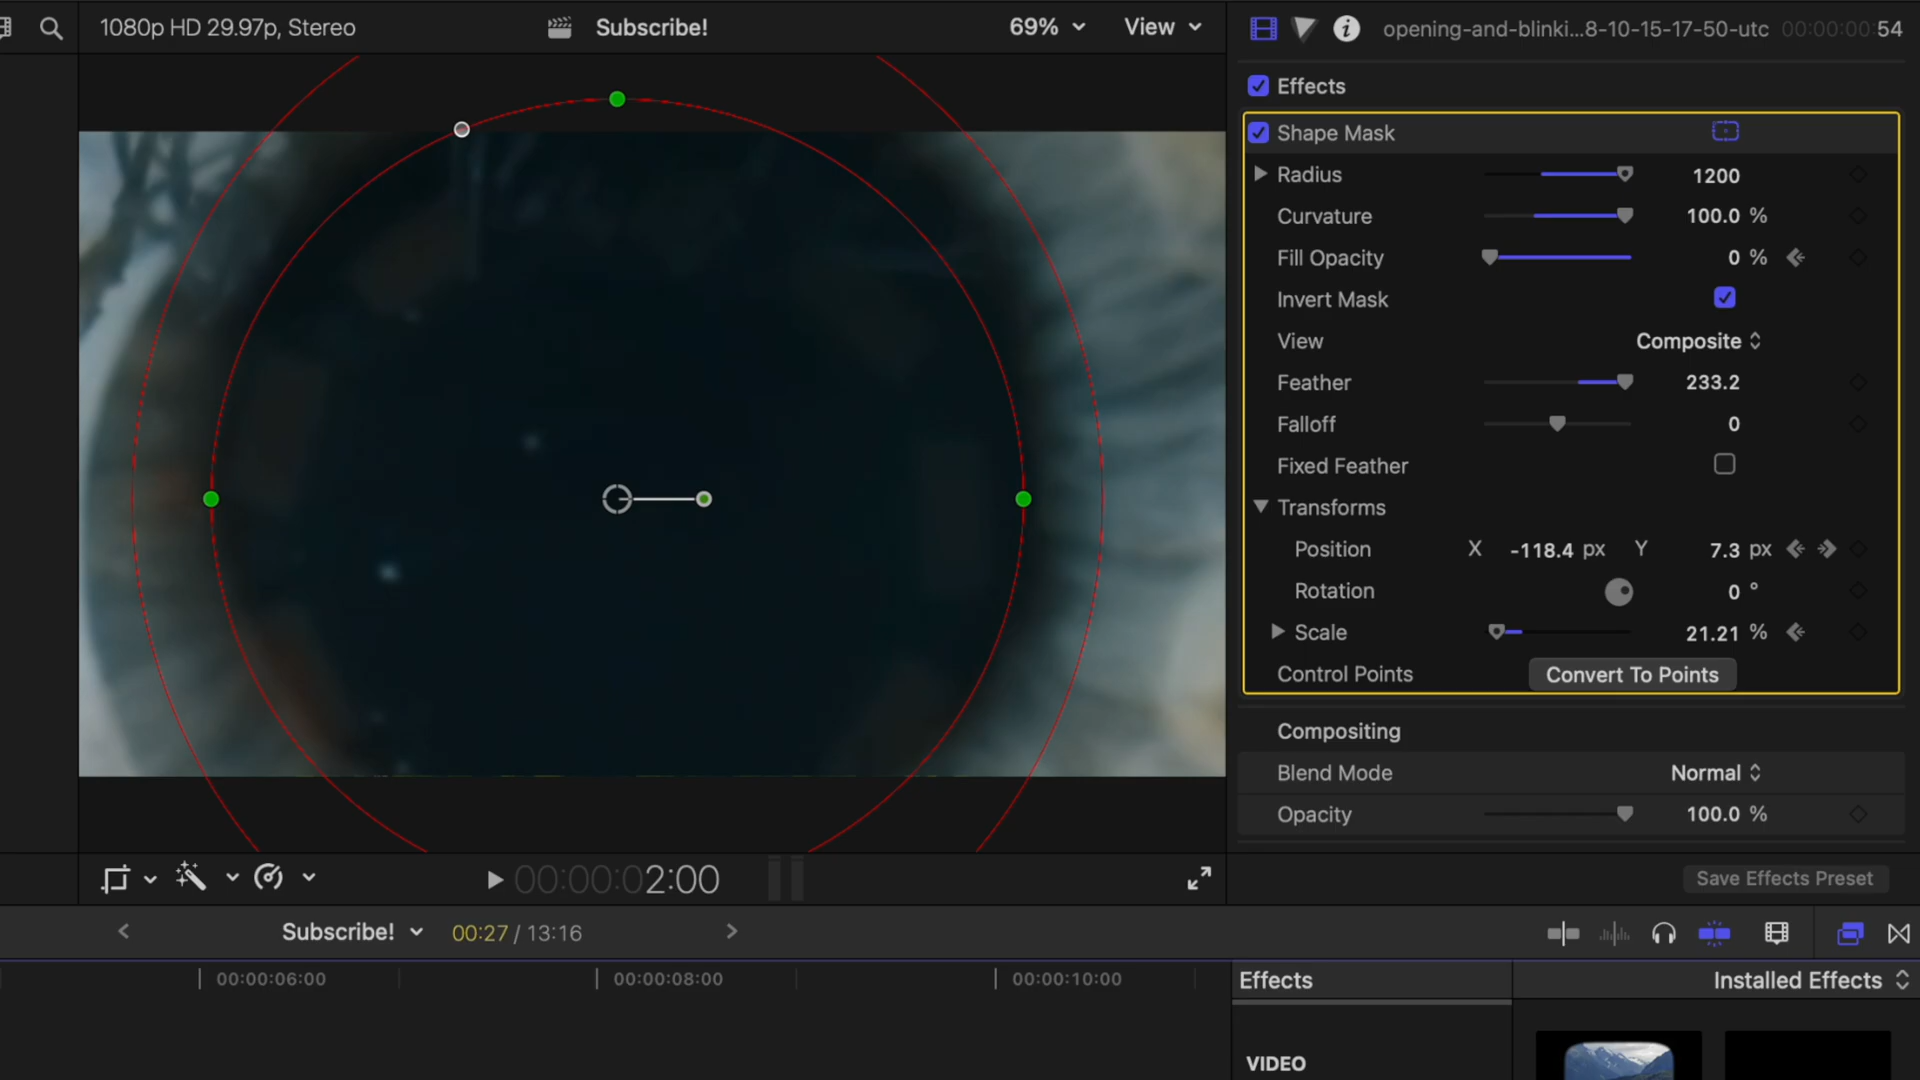 1080p HD 29.97p, Stereo
Subscribe!
69%
View
opening-and-blinki...8-10-15-17-50-utc
00:00:00:54
Effects
Shape Mask
Radius
1200
Curvature
100.0 %
Fill Opacity
0 %
Invert Mask
View
Composite
Feather
233.2
Falloff
0
Fixed Feather
Transforms
Position
X -118.4 px Y 7.3 px
Rotation
0 °
Scale
21.21 %
Control Points
Convert To Points
Compositing
Blend Mode
Normal
Opacity
100.0 %
00:00:02:00
Save Effects Preset
Subscribe!
00:27 / 13:16
00:00:06:00
00:00:08:00
00:00:10:00
Effects
Installed Effects
VIDEO